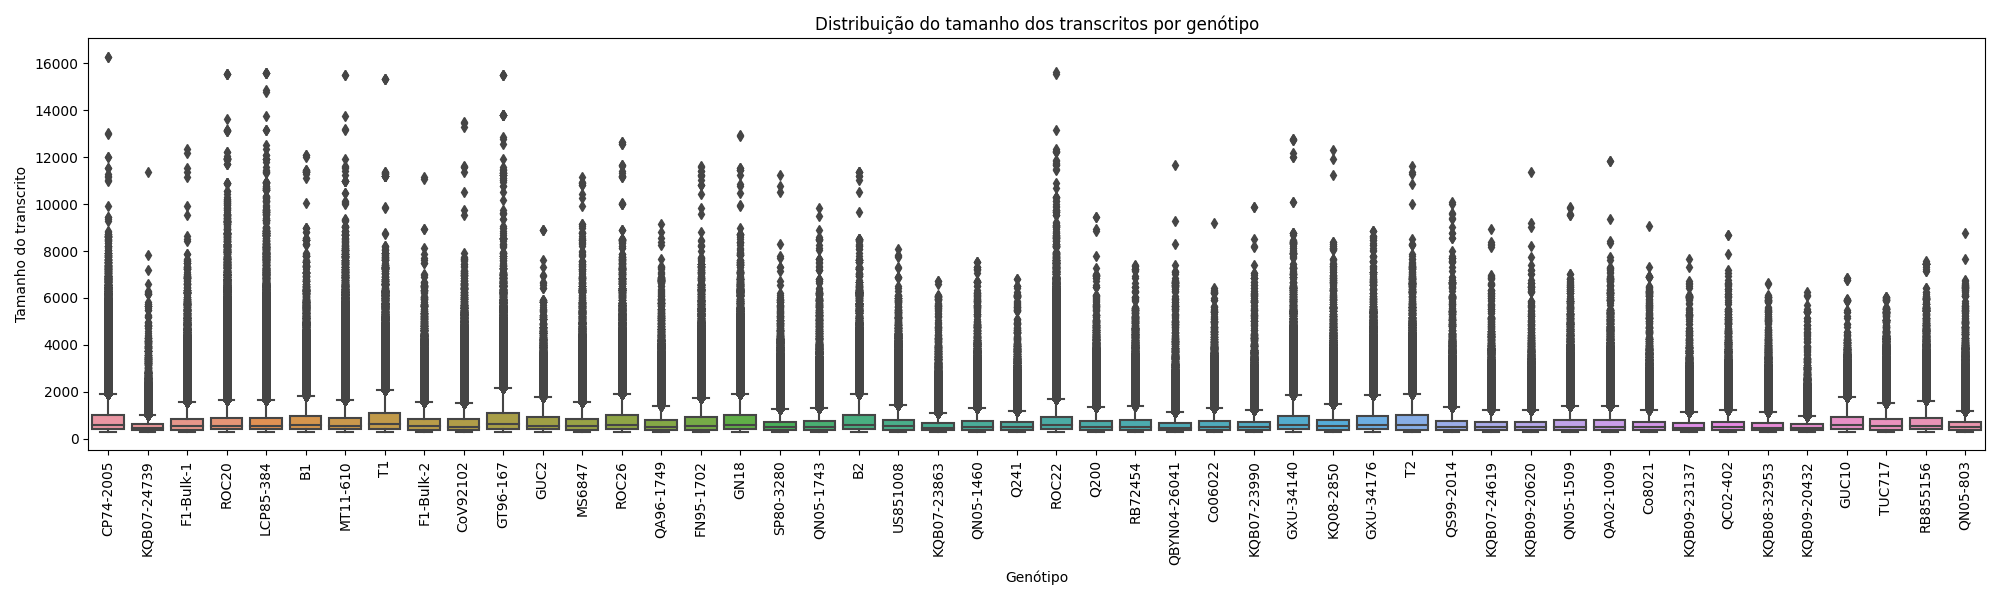 Distribuição do tamanho dos transcritos por genótipo
Tamanho do transcrito
16000
14000
12000
10000
8000
6000
4000
2000
0
CP74-2005
KQB07-24739
F1-Bulk-1
ROC20
LCP85-384
B1
MT11-610
T1
F1-Bulk-2
CoV92102
GT96-167
GUC2
MS6847
ROC26
QA96-1749
FN95-1702
GN18
SP80-3280
QN05-1743
B2
US851008
KQB07-23863
QN05-1460
Q241
ROC22
Q200
RB72454
QBYN04-26041
Co06022
KQB07-23990
GXU-34140
KQ08-2850
GXU-34176
T2
QS99-2014
KQB07-24619
KQB09-20620
QN05-1509
QA02-1009
Co8021
KQB09-23137
QC02-402
KQB08-32953
KQB09-20432
GUC10
TUC717
RB855156
QN05-803
Genótipo